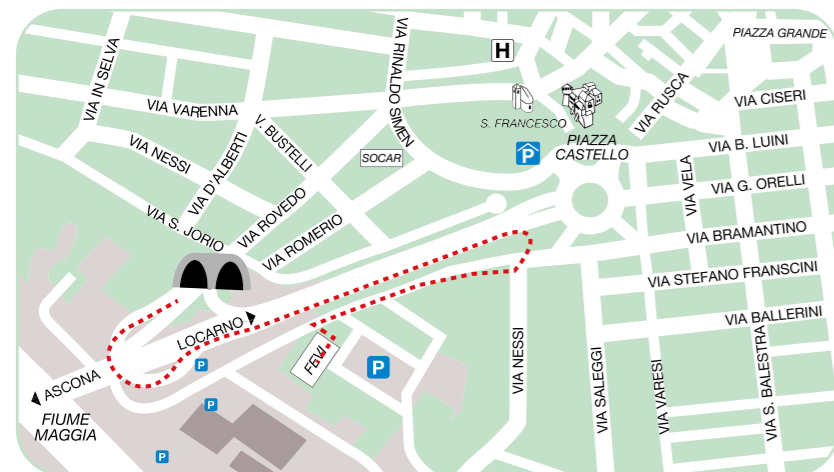 PIAZZA GRANDE
VIA IN SELVA
VIA RINALDO SIMEN
H
VIA VARENNA
VIA RUSCA
VIA CISERI
S. FRANCESCO
PIAZZA
CASTELLO
V. BUSTELLI
VIA NESSI
VIA D'ALBERTI
SOCAR
P
VIA B. LUINI
VIA VELA
VIA G. ORELLI
VIA S. JORIO
VIA ROVEDO
VIA ROMERIO
VIA BRAMANTINO
VIA STEFANO FRANSCINI
VIA BALLERINI
LOCARNO
FEVI
P
P
VIA NESSI
VIA SALEGGI
VIA VARESI
VIA S. BALESTRA
ASCONA
P
FIUME
MAGGIA
P